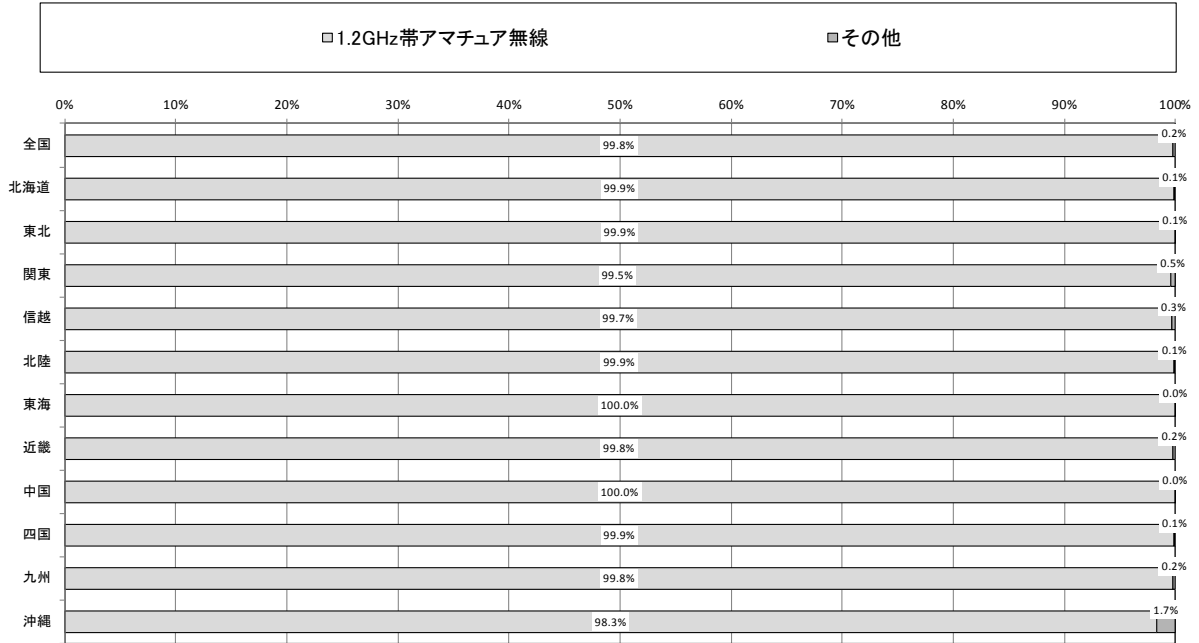 1.2GHz帯アマチュア無線 その他
0% 10% 20% 30% 40% 50% 60% 70% 80% 90% 100%
全国 99.8% 0.2%
北海道 99.9% 0.1%
東北 99.9% 0.1%
関東 99.5% 0.5%
信越 99.7% 0.3%
北陸 99.9% 0.1%
東海 100.0% 0.0%
近畿 99.8% 0.2%
中国 100.0% 0.0%
四国 99.9% 0.1%
九州 99.8% 0.2%
沖縄 98.3% 1.7%